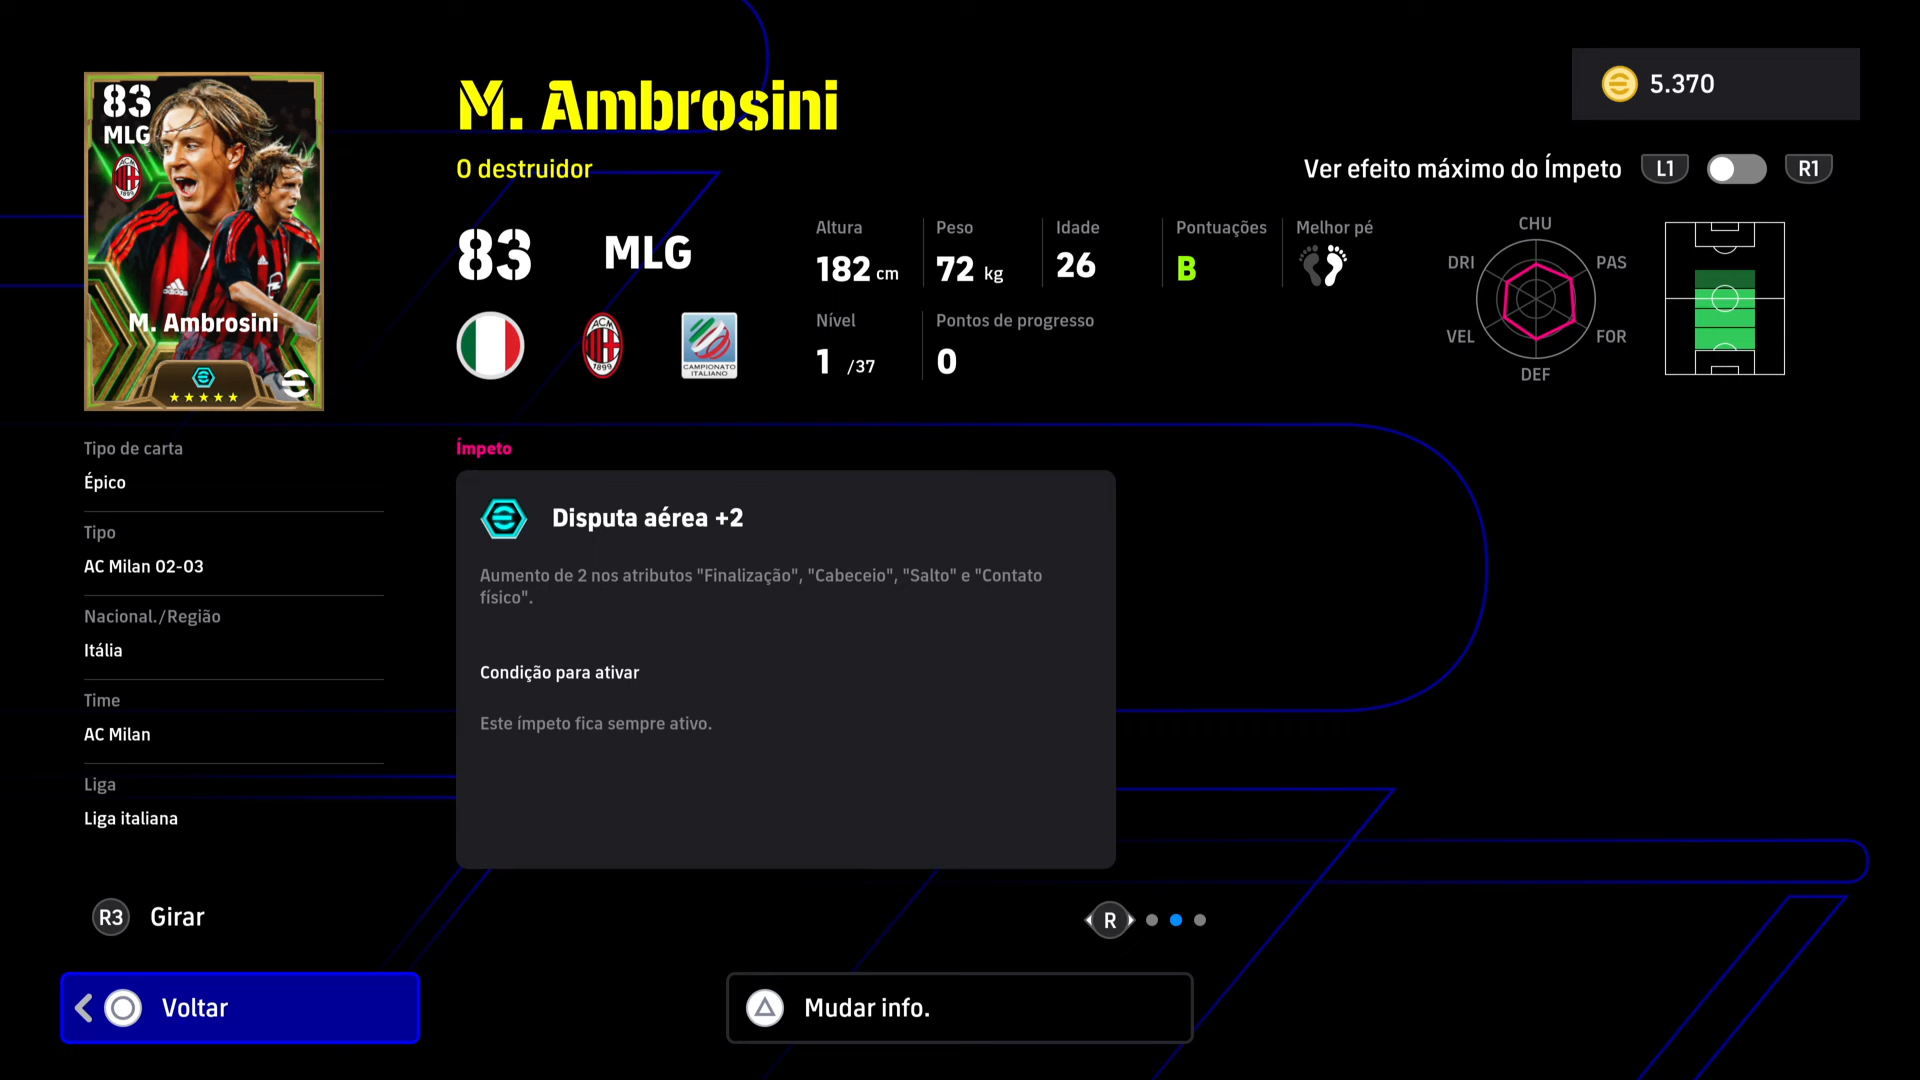 83
MLG
ACM
1899
M. Ambrosini
M. Ambrosini
O destruidor
5.370
Ver efeito máximo do Ímpeto
L1
R1
83
MLG
Altura
182 cm
Peso
72 kg
Idade
26
Pontuações
B
Melhor pé
ACM
1899
CAMPIONATO
ITALIANO
Nível
1 /37
Pontos de progresso
0
CHU
PAS
FOR
DEF
VEL
DRI
Tipo de carta
Épico
Tipo
AC Milan 02-03
Nacional./Região
Itália
Time
AC Milan
Liga
Liga italiana
Ímpeto
Disputa aérea +2
Aumento de 2 nos atributos "Finalização", "Cabeceio", "Salto" e "Contato
físico".
Condição para ativar
Este ímpeto fica sempre ativo.
R3 Girar
R
Voltar
Mudar info.